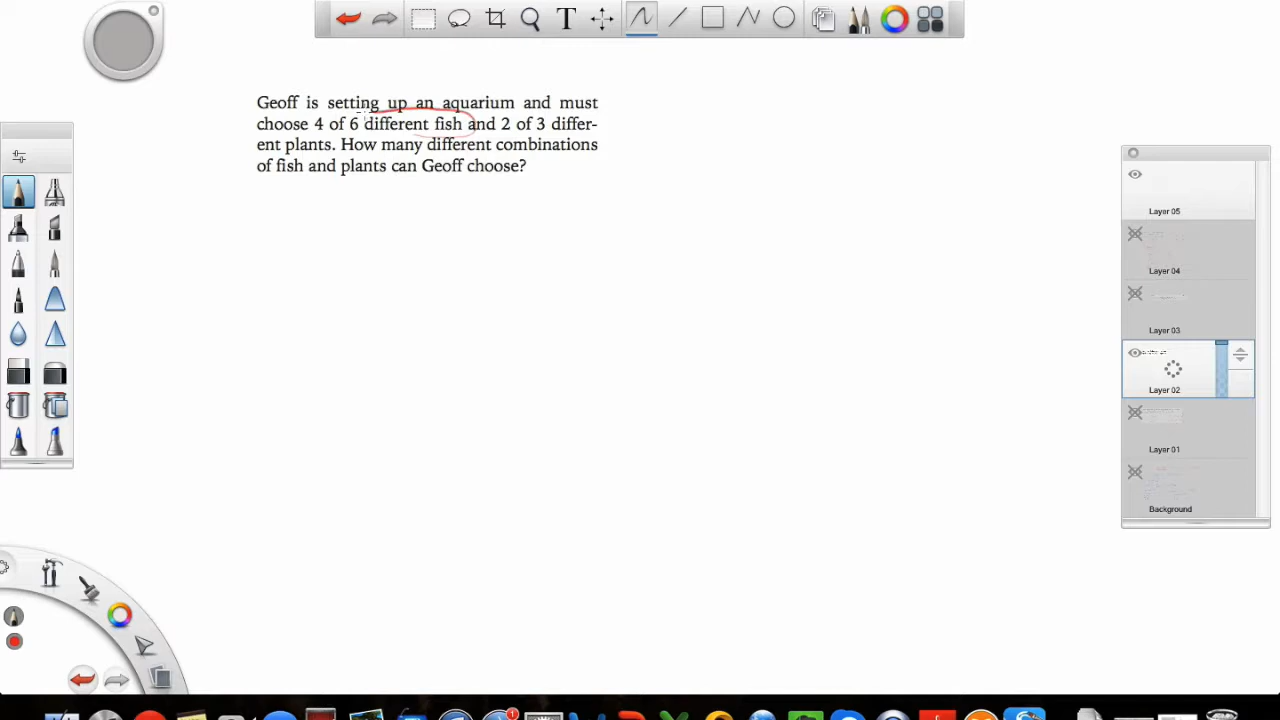 T
Geoff is setting up an aquarium and must
choose 4 of 6 different fish and 2 of 3 differ-
ent plants. How many different combinations
of fish and plants can Geoff choose?
Layer 05
Layer 04
Layer 03
Layer 02
Layer 01
Background
1